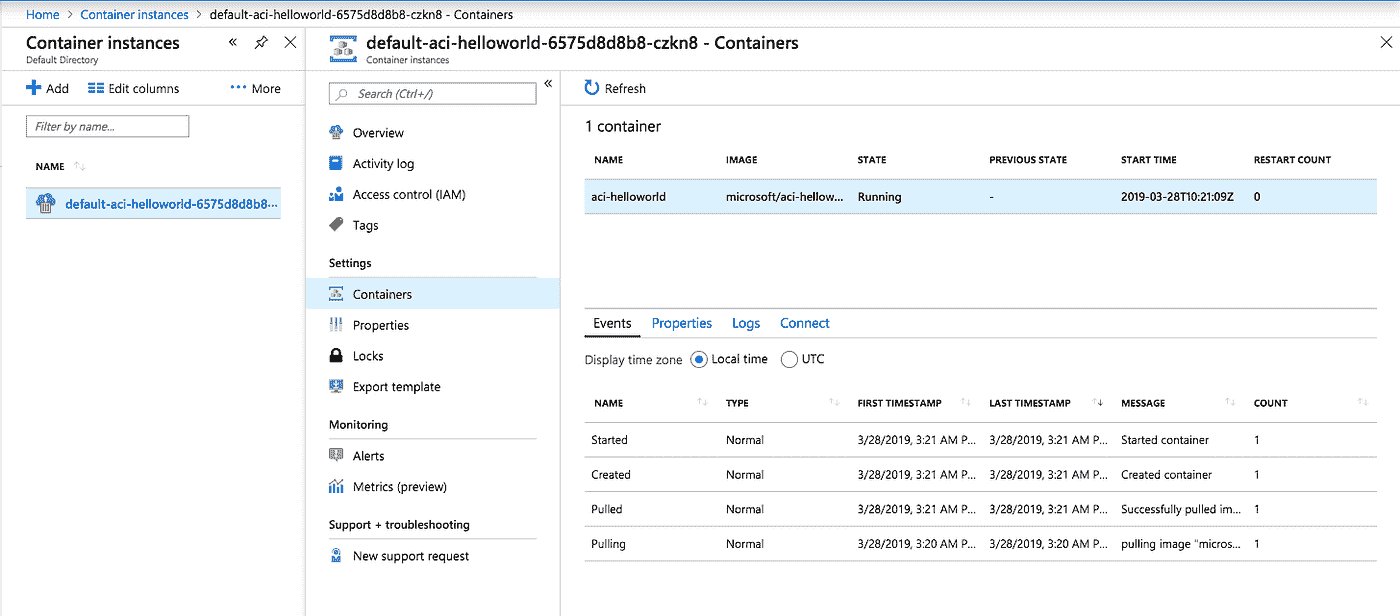 Home > Container instances > default-aci-helloworld-6575d8d8b8-czkn8 - Containers
Container instances
Default Directory
Add Edit columns More
Filter by name...
NAME
default-aci-helloworld-6575d8d8b8...
default-aci-helloworld-6575d8d8b8-czkn8 - Containers
Container instances
Search (Ctrl+/)
Overview
Activity log
Access control (IAM)
Tags
Settings
Containers
Properties
Locks
Export template
Monitoring
Alerts
Metrics (preview)
Support + troubleshooting
New support request
Refresh
1 container
NAME IMAGE STATE PREVIOUS STATE START TIME RESTART COUNT
aci-helloworld microsoft/aci-hellow... Running - 2019-03-28T10:21:09Z 0
Events Properties Logs Connect
Display time zone Local time UTC
NAME TYPE FIRST TIMESTAMP LAST TIMESTAMP MESSAGE COUNT
Started Normal 3/28/2019, 3:21 AM P... 3/28/2019, 3:21 AM P... Started container 1
Created Normal 3/28/2019, 3:21 AM P... 3/28/2019, 3:21 AM P... Created container 1
Pulled Normal 3/28/2019, 3:21 AM P... 3/28/2019, 3:21 AM P... Successfully pulled im... 1
Pulling Normal 3/28/2019, 3:20 AM P... 3/28/2019, 3:20 AM P... pulling image "micros... 1